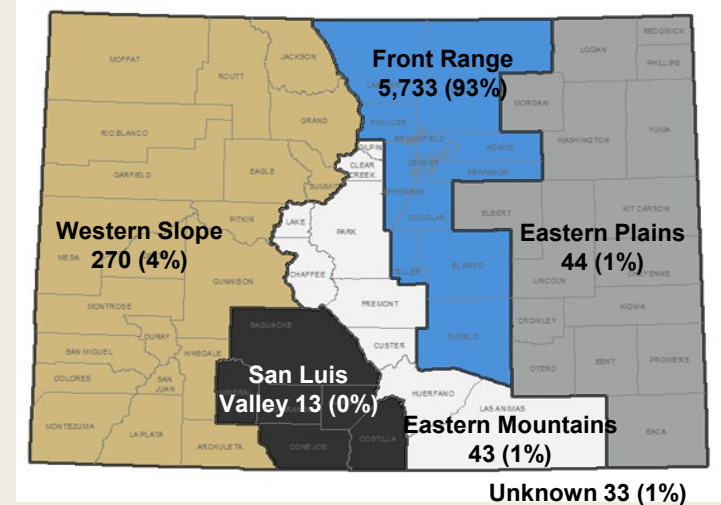 SEDGWICK
LOGAN
PHILLIPS
MOFFAT
JACKSON
ROUTT
Front Range
5,733 (93%)
MORGAN
GRAND
BOULDER
WASHINGTON
YUMA
RIO BLANCO
BROOMFIELD
ADAMS
GILPIN
DENVER
CLEAR
CREEK
ARAPAHOE
GARFIELD
EAGLE
SUMMIT
JEFFERSON
DOUGLAS
ELBERT
KIT CARSON
PITKIN
LAKE
PARK
Western Slope
270 (4%)
Eastern Plains
44 (1%)
MESA
GUNNISON
CHAFFEE
TELLER
EL PASO
LINCOLN
CHEYENNE
MONTROSE
FREMONT
CROWLEY
KIOWA
SAGUACHE
PUEBLO
OURAY
CUSTER
SAN MIGUEL
HINSDALE
OTERO
BENT
PROWERS
DOLORES
SAN
JUAN
MINERAL
San Luis
Valley 13 (0%)
HUERFANO
LAS ANIMAS
Eastern Mountains
43 (1%)
MONTEZUMA
LA PLATA
ARCHULETA
CONEJOS
COSTILLA
BACA
Unknown 33 (1%)